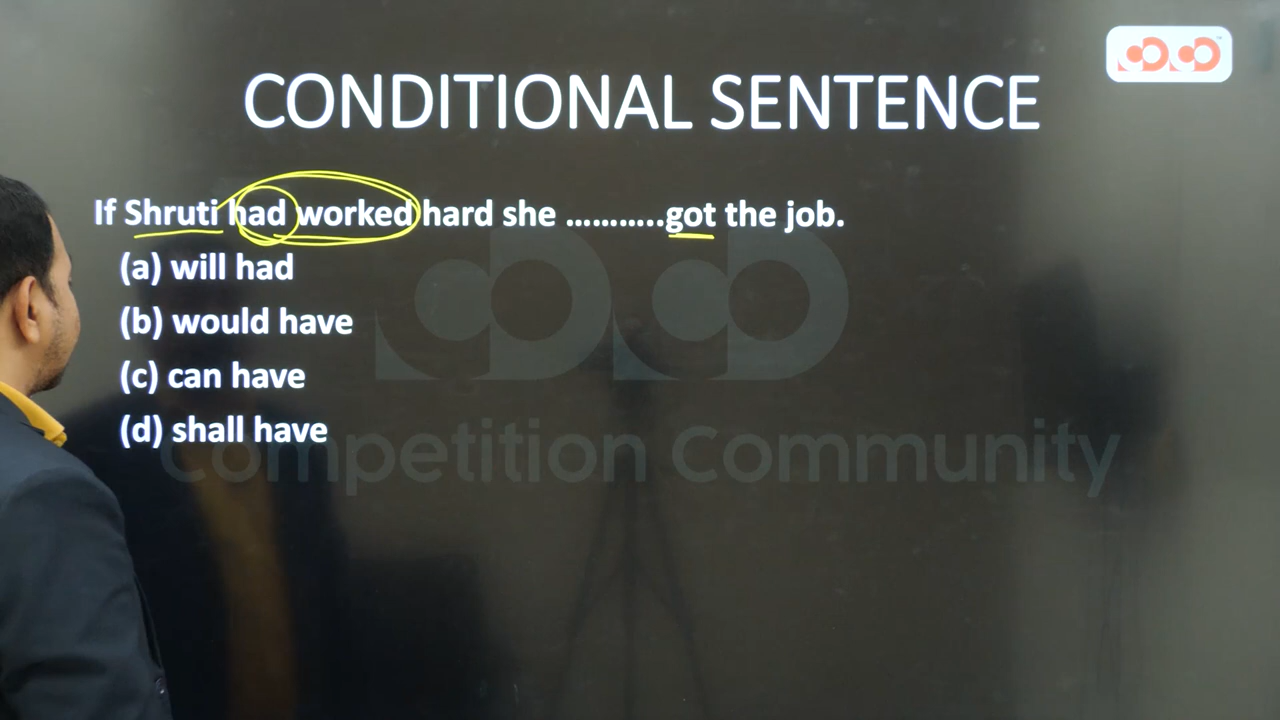 CONDITIONAL SENTENCE
If Shruti had worked hard she ………..got the job.
(a) will had
(b) would have
(c) can have
(d) shall have
Competition Community